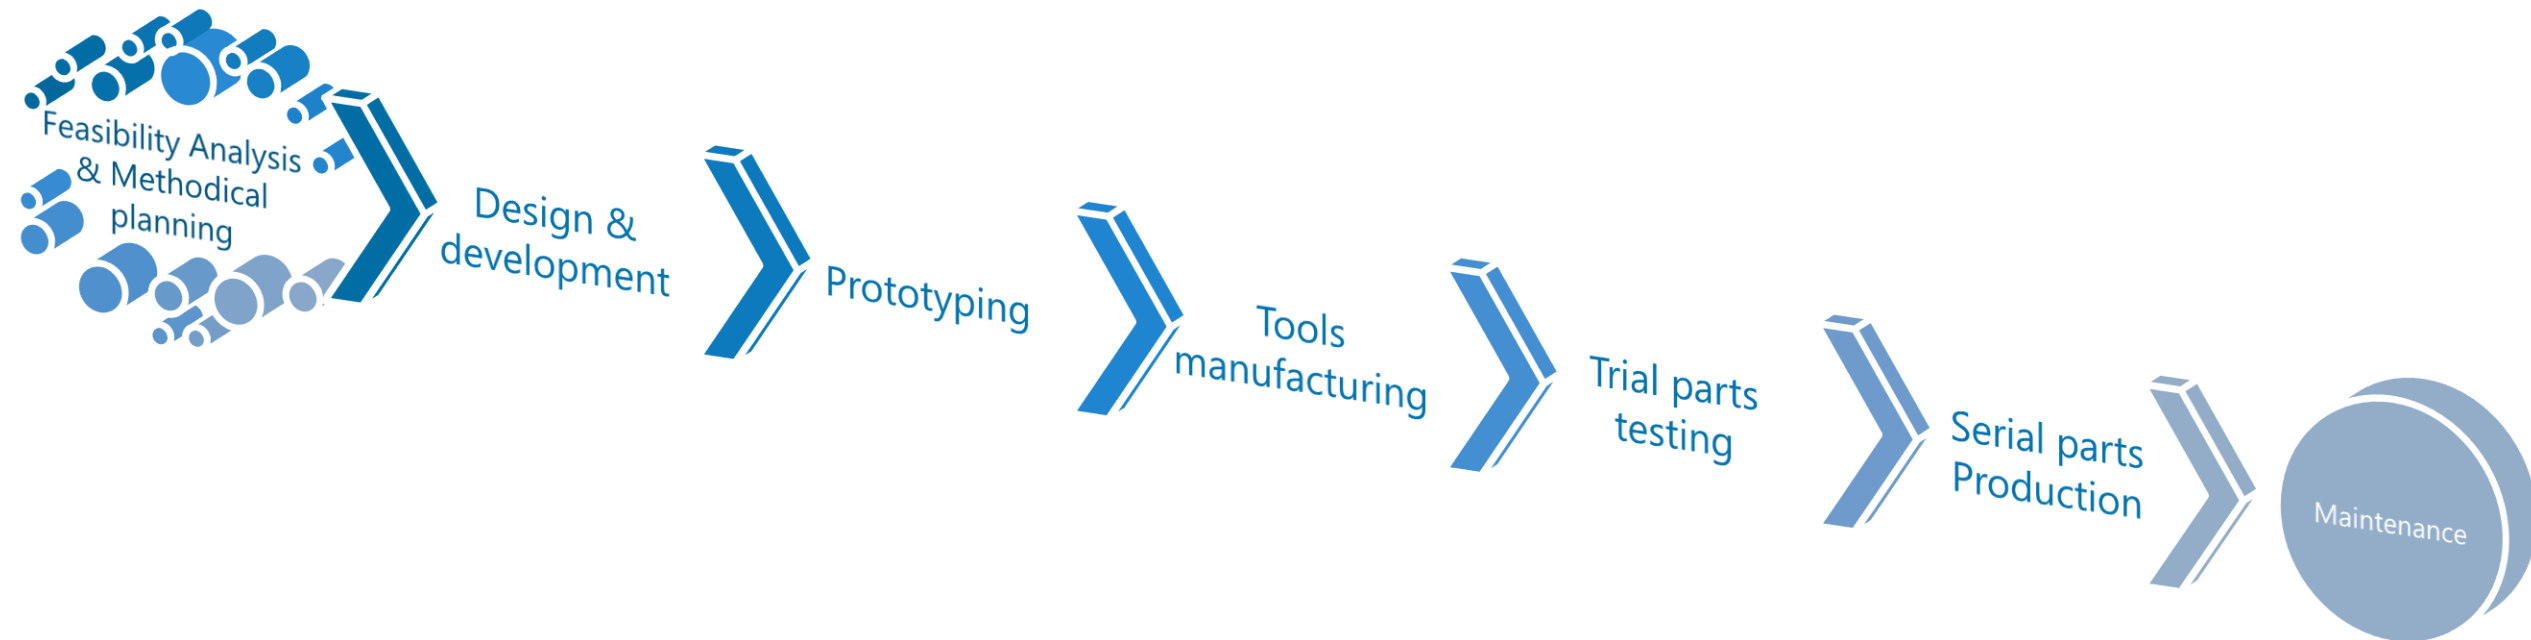 Feasibility Analysis
& Methodical
planning
Design &
development
Prototyping
Tools
manufacturing
Trial parts
testing
Serial parts
Production
Maintenance